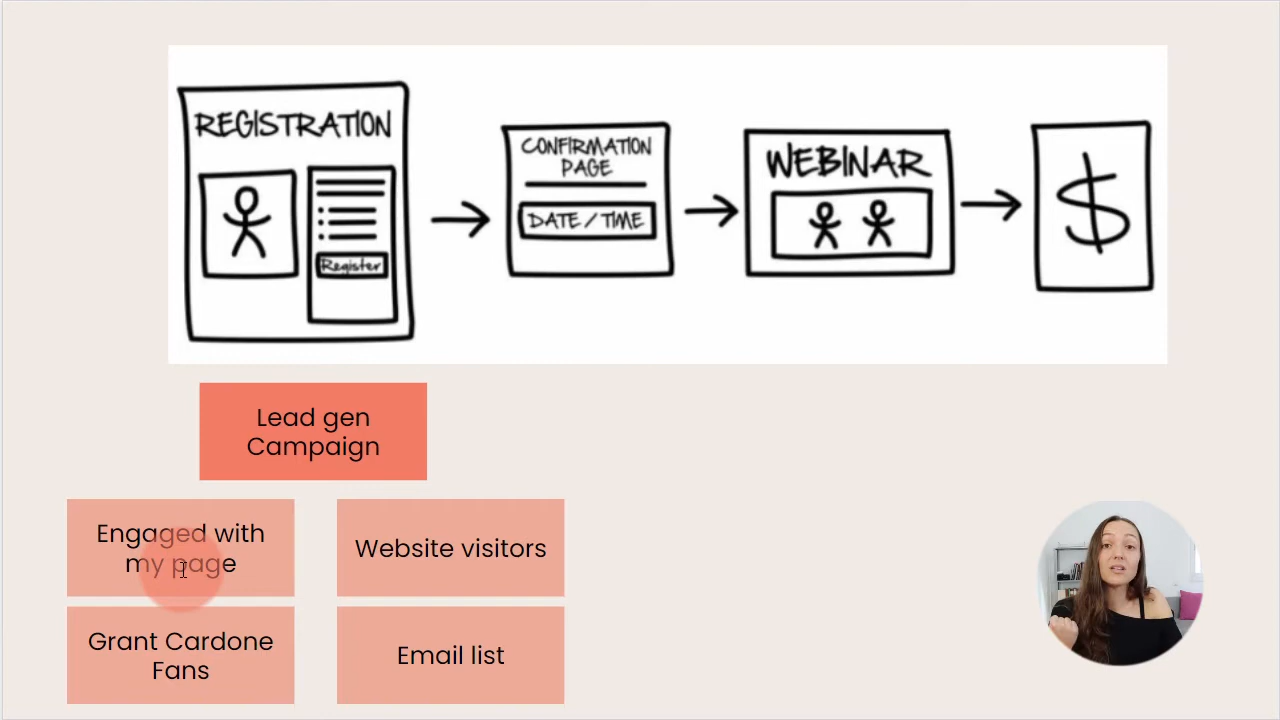 REGISTRATION
Register
CONFIRMATION
PAGE
DATE / TIME
WEBINAR
$
Lead gen
Campaign
Engaged with
my page
Website visitors
Grant Cardone
Fans
Email list